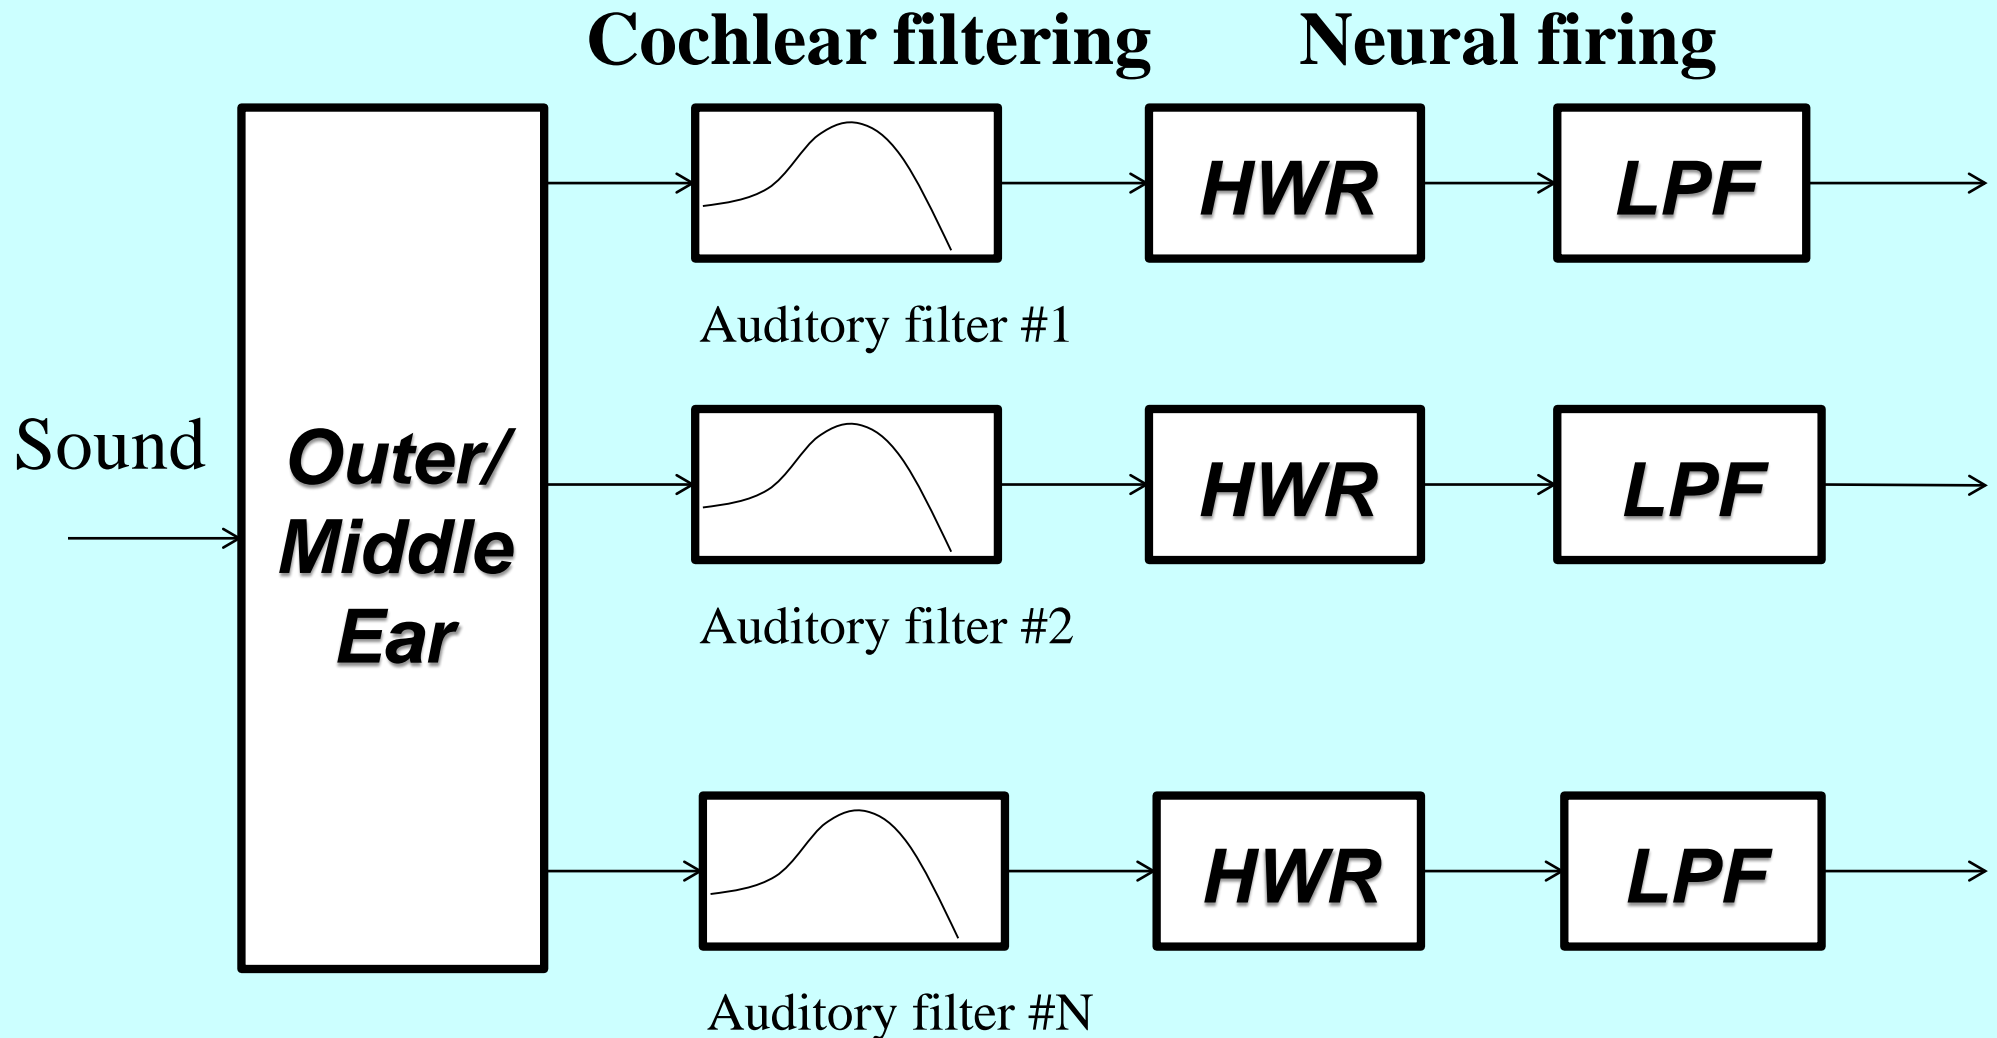 Cochlear filtering
Neural firing
HWR
LPF
Auditory filter #1
Sound
Outer/
Middle
Ear
HWR
LPF
Auditory filter #2
HWR
LPF
Auditory filter #N